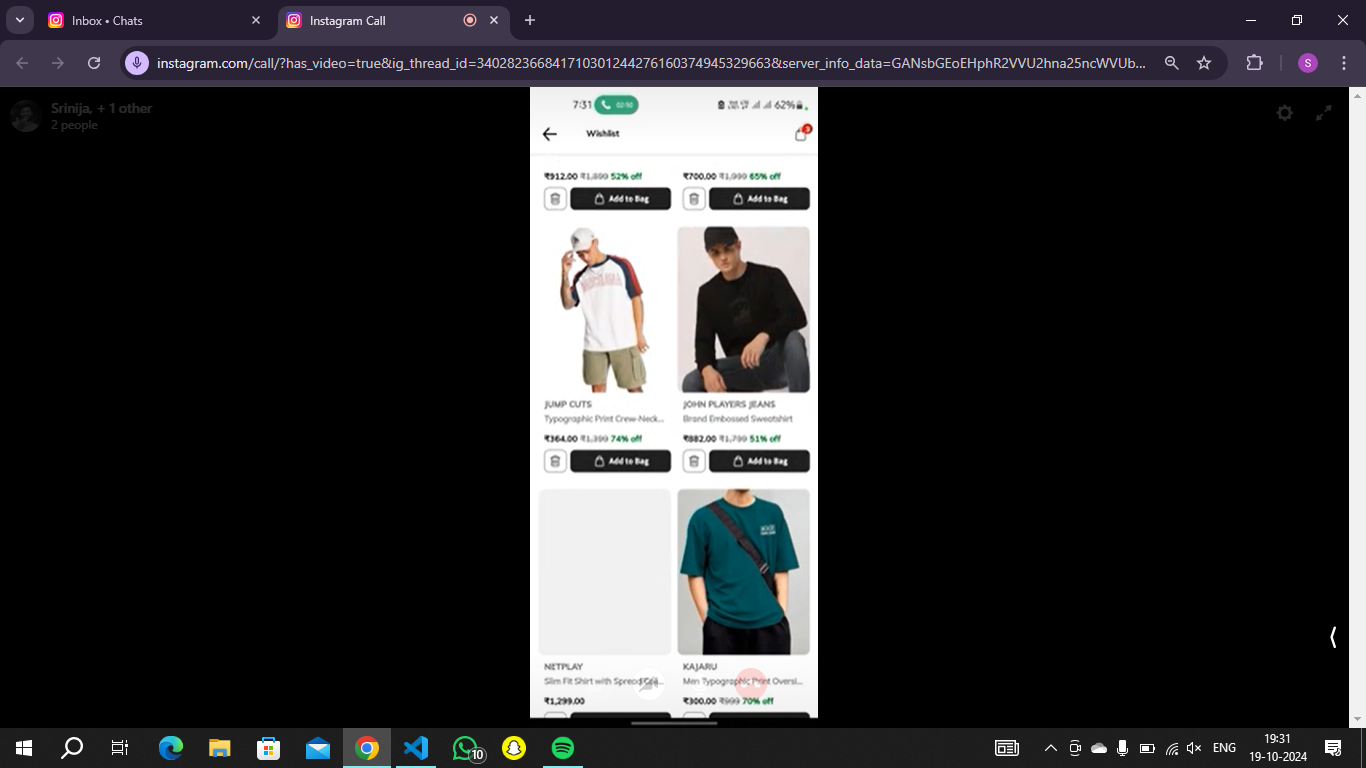 Inbox • Chats
Instagram Call
instagram.com/call/?has_video=true&ig_thread_id=340282366841710301244276160374945329663&server_info_data=GANsbGEoEHphR2VVU2hna25ncWVUb...
S
Srinija, + 1 other
2 people
7:31
02:50
62%
Wishlist
3
₹912.00 ₹1,899 52% off
₹700.00 ₹1,999 65% off
Add to Bag
Add to Bag
JUMP CUTS
JOHN PLAYERS JEANS
Typographic Print Crew-Neck...
Brand Embossed Sweatshirt
₹364.00 ₹1,399 74% off
₹882.00 ₹1,799 51% off
Add to Bag
Add to Bag
NETPLAY
KAJARU
Slim Fit Shirt with Spread
Men Typographic Print Oversi...
₹1,299.00
₹300.00 ₹999 70% off
10
ENG
19:31
19-10-2024